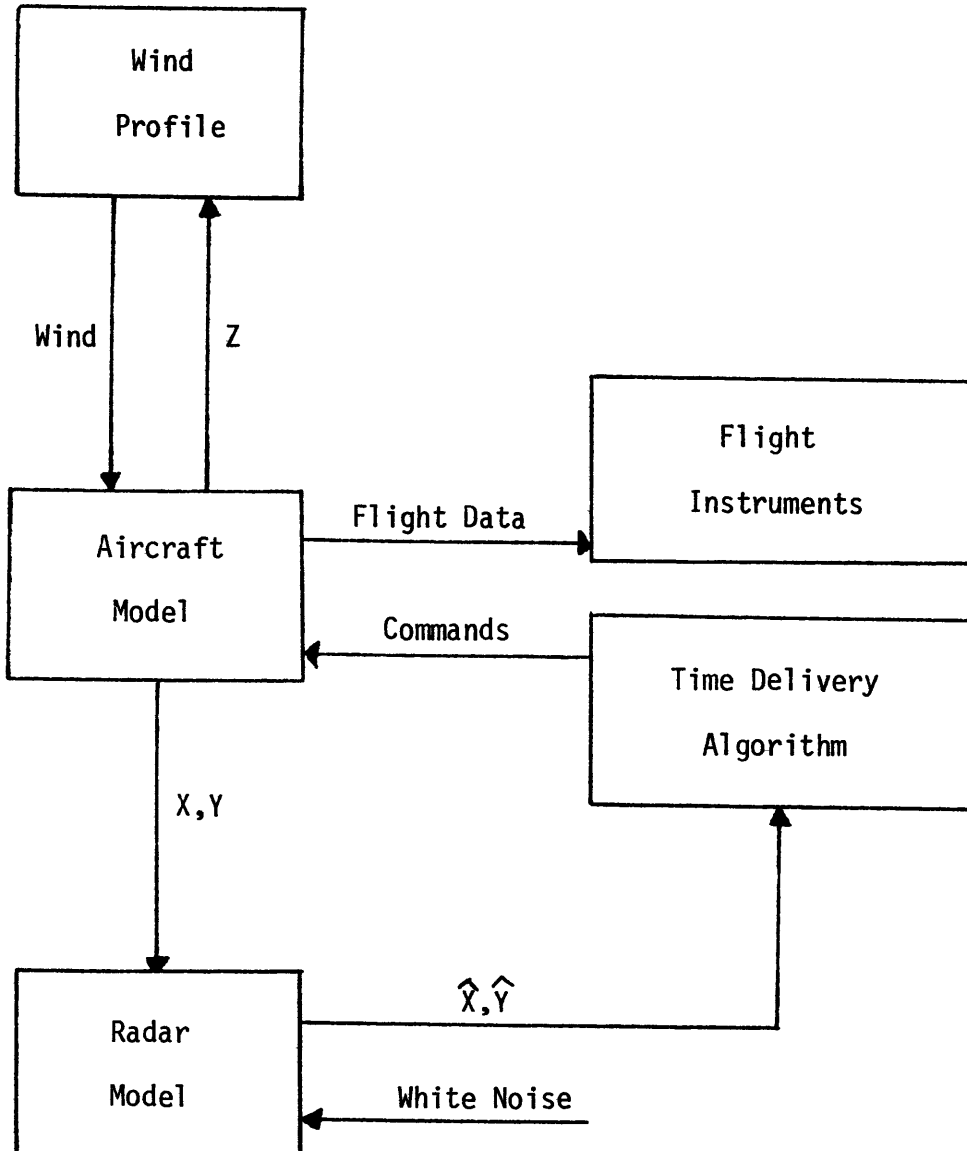 Wind
Profile
Wind
Z
Flight
Instruments
Flight Data
Aircraft
Model
Commands
Time Delivery
Algorithm
X,Y
X̂,Ŷ
Radar
Model
White Noise